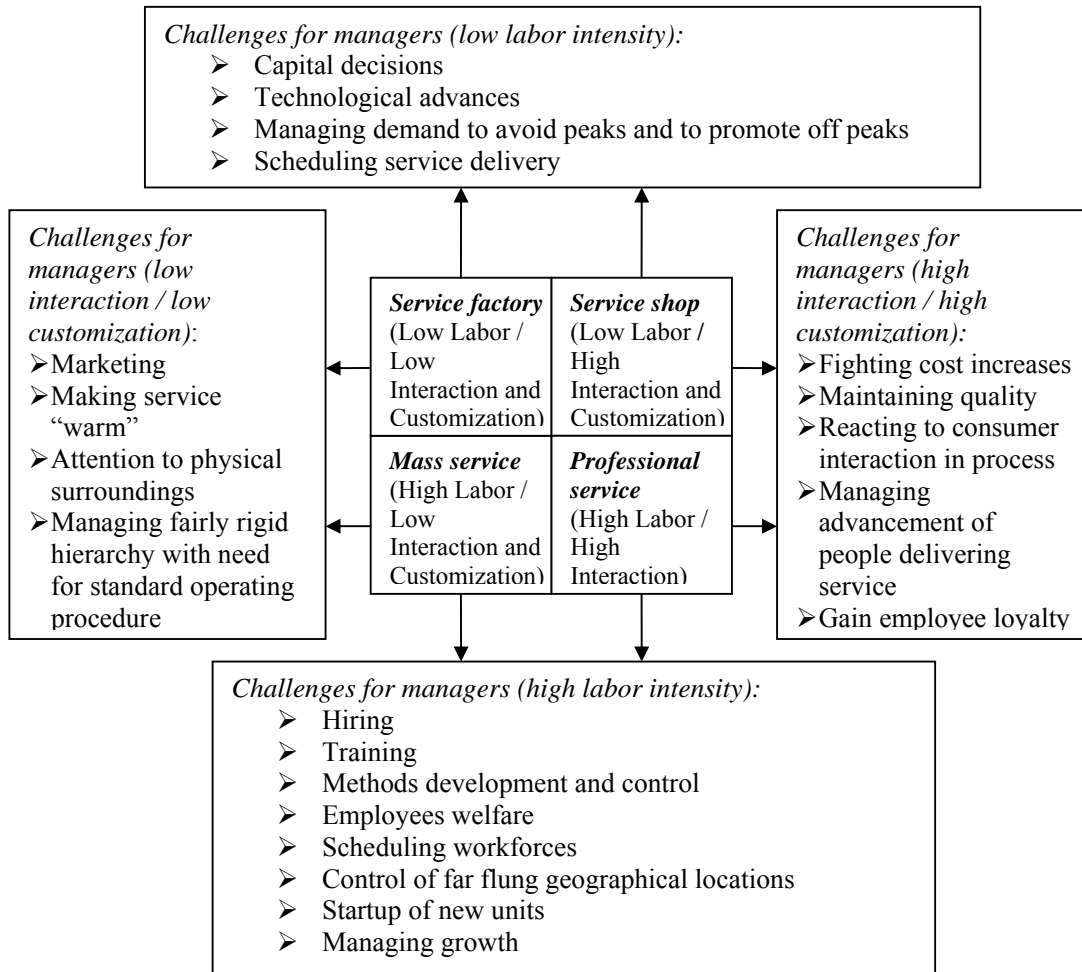 Challenges for managers (low labor intensity):
➢ Capital decisions
➢ Technological advances
➢ Managing demand to avoid peaks and to promote off peaks
➢ Scheduling service delivery
Challenges for
managers (low
interaction / low
customization):
➢Marketing
➢Making service
“warm”
➢Attention to physical
surroundings
➢Managing fairly rigid
hierarchy with need
for standard operating
procedure
Service factory
(Low Labor /
Low
Interaction and
Customization)
Service shop
(Low Labor /
High
Interaction and
Customization)
Mass service
(High Labor /
Low
Interaction and
Customization)
Professional
service
(High Labor /
High
Interaction)
Challenges for
managers (high
interaction / high
customization):
➢Fighting cost increases
➢Maintaining quality
➢Reacting to consumer
interaction in process
➢Managing
advancement of
people delivering
service
➢Gain employee loyalty
Challenges for managers (high labor intensity):
➢ Hiring
➢ Training
➢ Methods development and control
➢ Employees welfare
➢ Scheduling workforces
➢ Control of far flung geographical locations
➢ Startup of new units
➢ Managing growth